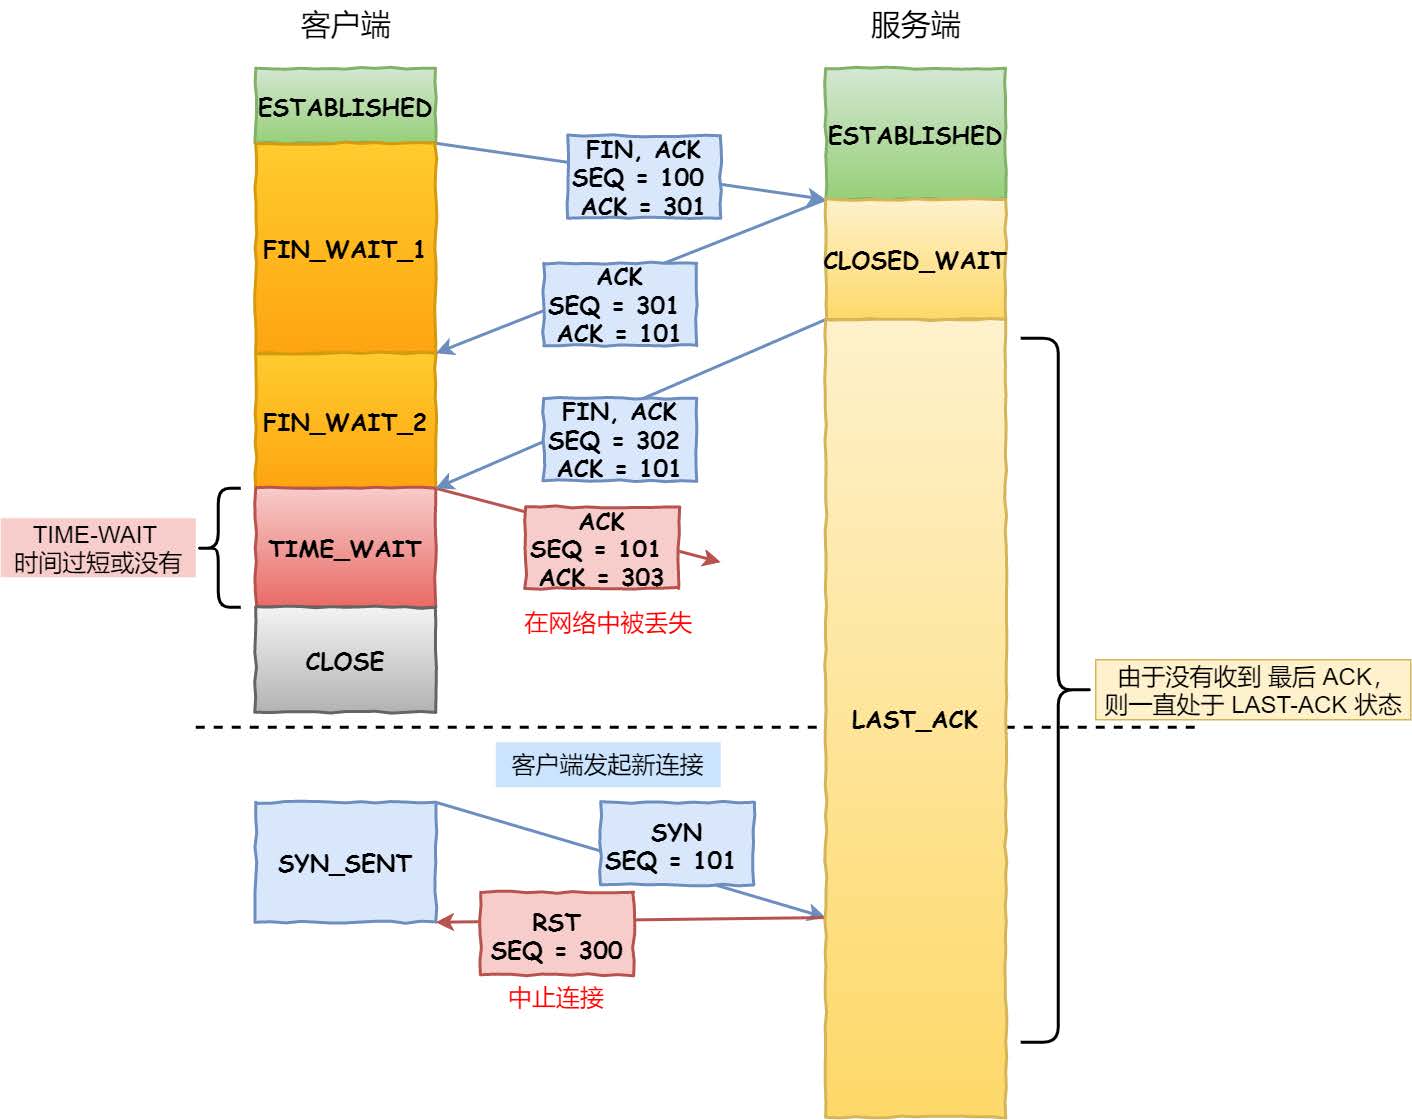 客户端
服务端
ESTABLISHED
ESTABLISHED
FIN, ACK
SEQ = 100
ACK = 301
FIN_WAIT_1
CLOSED_WAIT
ACK
SEQ = 301
ACK = 101
FIN_WAIT_2
FIN, ACK
SEQ = 302
ACK = 101
TIME-WAIT
时间过短或没有
TIME_WAIT
ACK
SEQ = 101
ACK = 303
在网络中被丢失
CLOSE
LAST_ACK
由于没有收到 最后 ACK，
则一直处于 LAST-ACK 状态
客户端发起新连接
SYN_SENT
SYN
SEQ = 101
RST
SEQ = 300
中止连接